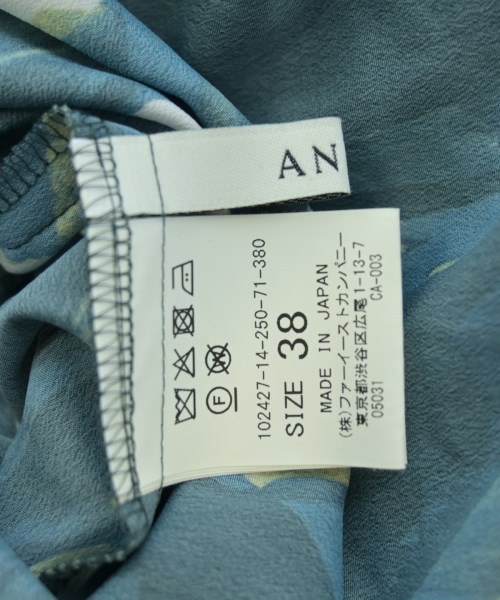 AN
102427-14-250-71-380
SIZE 38
MADE IN JAPAN
(株)ファーイーストカンパニー
東京都渋谷区広尾1-13-7
05031 CA-003
F